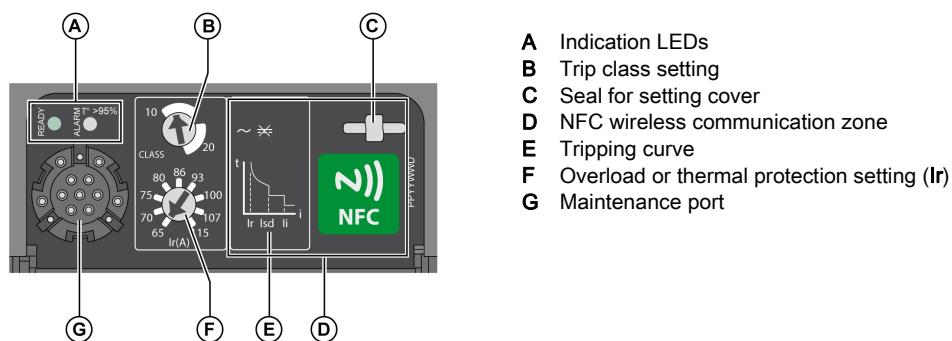 A
B
C
A Indication LEDs
B Trip class setting
C Seal for setting cover
D NFC wireless communication zone
E Tripping curve
F Overload or thermal protection setting (Ir)
G Maintenance port
READY
ALARM
T° >95%
10
20
CLASS
80 86 93
75 100
70 107
65 15
Ir(A)
t
Ir Isd Ii
i
NFC
PPYYWWD
G
F
E
D